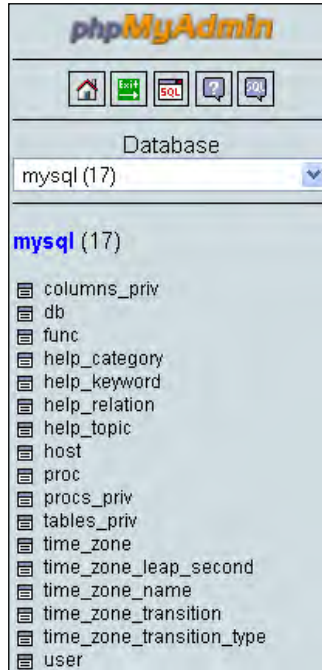 phpMyAdmin
Exit SQL ? SQL
Database
mysql (17)
mysql (17)
columns_priv
db
func
help_category
help_keyword
help_relation
help_topic
host
proc
procs_priv
tables_priv
time_zone
time_zone_leap_second
time_zone_name
time_zone_transition
time_zone_transition_type
user